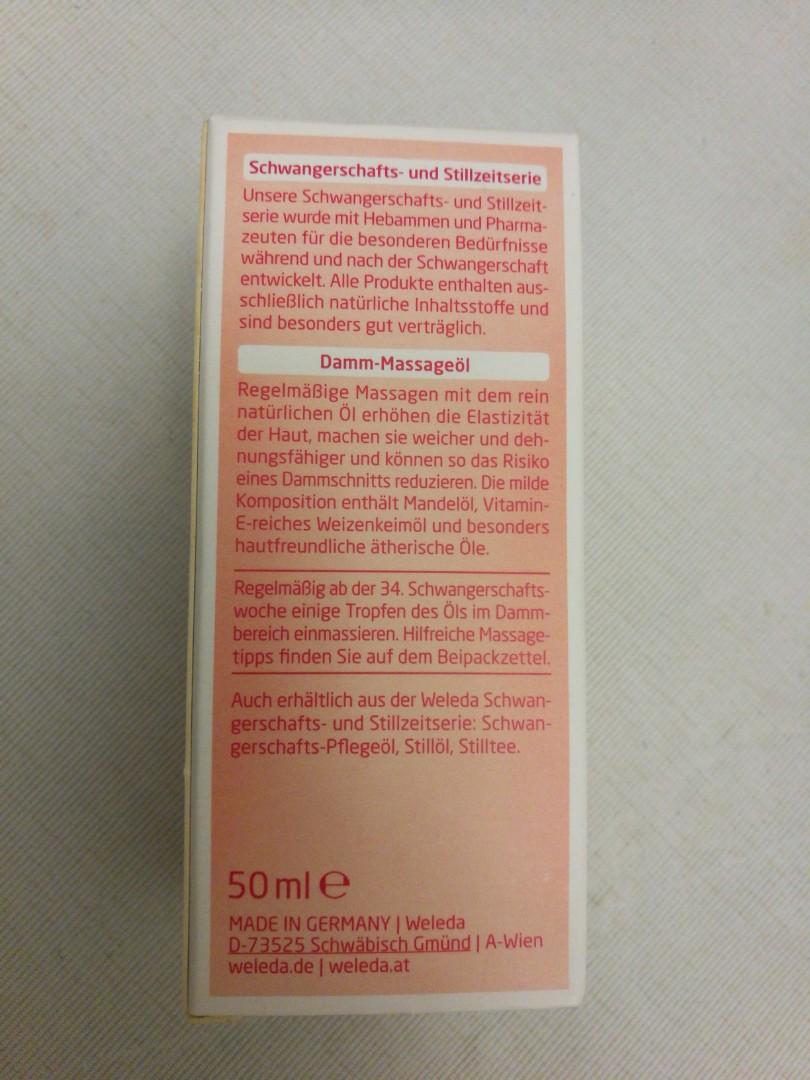 Schwangerschafts- und Stillzeitserie
Unsere Schwangerschafts- und Stillzeit-
serie wurde mit Hebammen und Pharma-
zeuten für die besonderen Bedürfnisse
während und nach der Schwangerschaft
entwickelt. Alle Produkte enthalten aus-
schließlich natürliche Inhaltsstoffe und
sind besonders gut verträglich.
Damm-Massageöl
Regelmäßige Massagen mit dem rein
natürlichen Öl erhöhen die Elastizität
der Haut, machen sie weicher und deh-
nungsfähiger und können so das Risiko
eines Dammschnitts reduzieren. Die milde
Komposition enthält Mandelöl, Vitamin-
E-reiches Weizenkeimöl und besonders
hautfreundliche ätherische Öle.
Regelmäßig ab der 34. Schwangerschafts-
woche einige Tropfen des Öls im Damm-
bereich einmassieren. Hilfreiche Massage-
tipps finden Sie auf dem Beipackzettel.
Auch erhältlich aus der Weleda Schwan-
gerschafts- und Stillzeitserie: Schwan-
gerschafts-Pflegeöl, Stillöl, Stilltee.
50 ml ℮
MADE IN GERMANY | Weleda
D-73525 Schwäbisch Gmünd | A-Wien
weleda.de | weleda.at